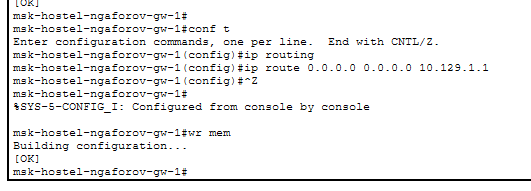 [OK]
msk-hostel-ngaforov-gw-1#
msk-hostel-ngaforov-gw-1#conf t
Enter configuration commands, one per line.  End with CNTL/Z.
msk-hostel-ngaforov-gw-1(config)#ip routing
msk-hostel-ngaforov-gw-1(config)#ip route 0.0.0.0 0.0.0.0 10.129.1.1
msk-hostel-ngaforov-gw-1(config)#^Z
msk-hostel-ngaforov-gw-1#
%SYS-5-CONFIG_I: Configured from console by console

msk-hostel-ngaforov-gw-1#wr mem
Building configuration...
[OK]
msk-hostel-ngaforov-gw-1#